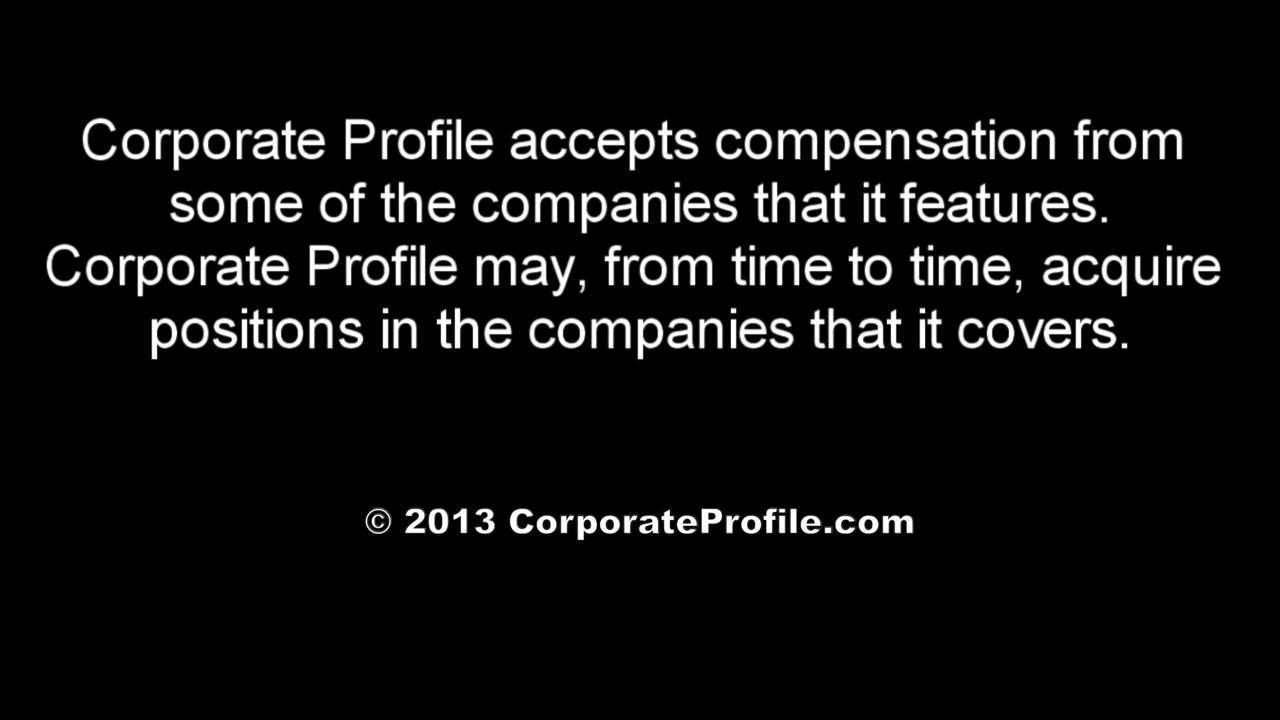 Corporate Profile accepts compensation from
some of the companies that it features.
Corporate Profile may, from time to time, acquire
positions in the companies that it covers.
© 2013 CorporateProfile.com